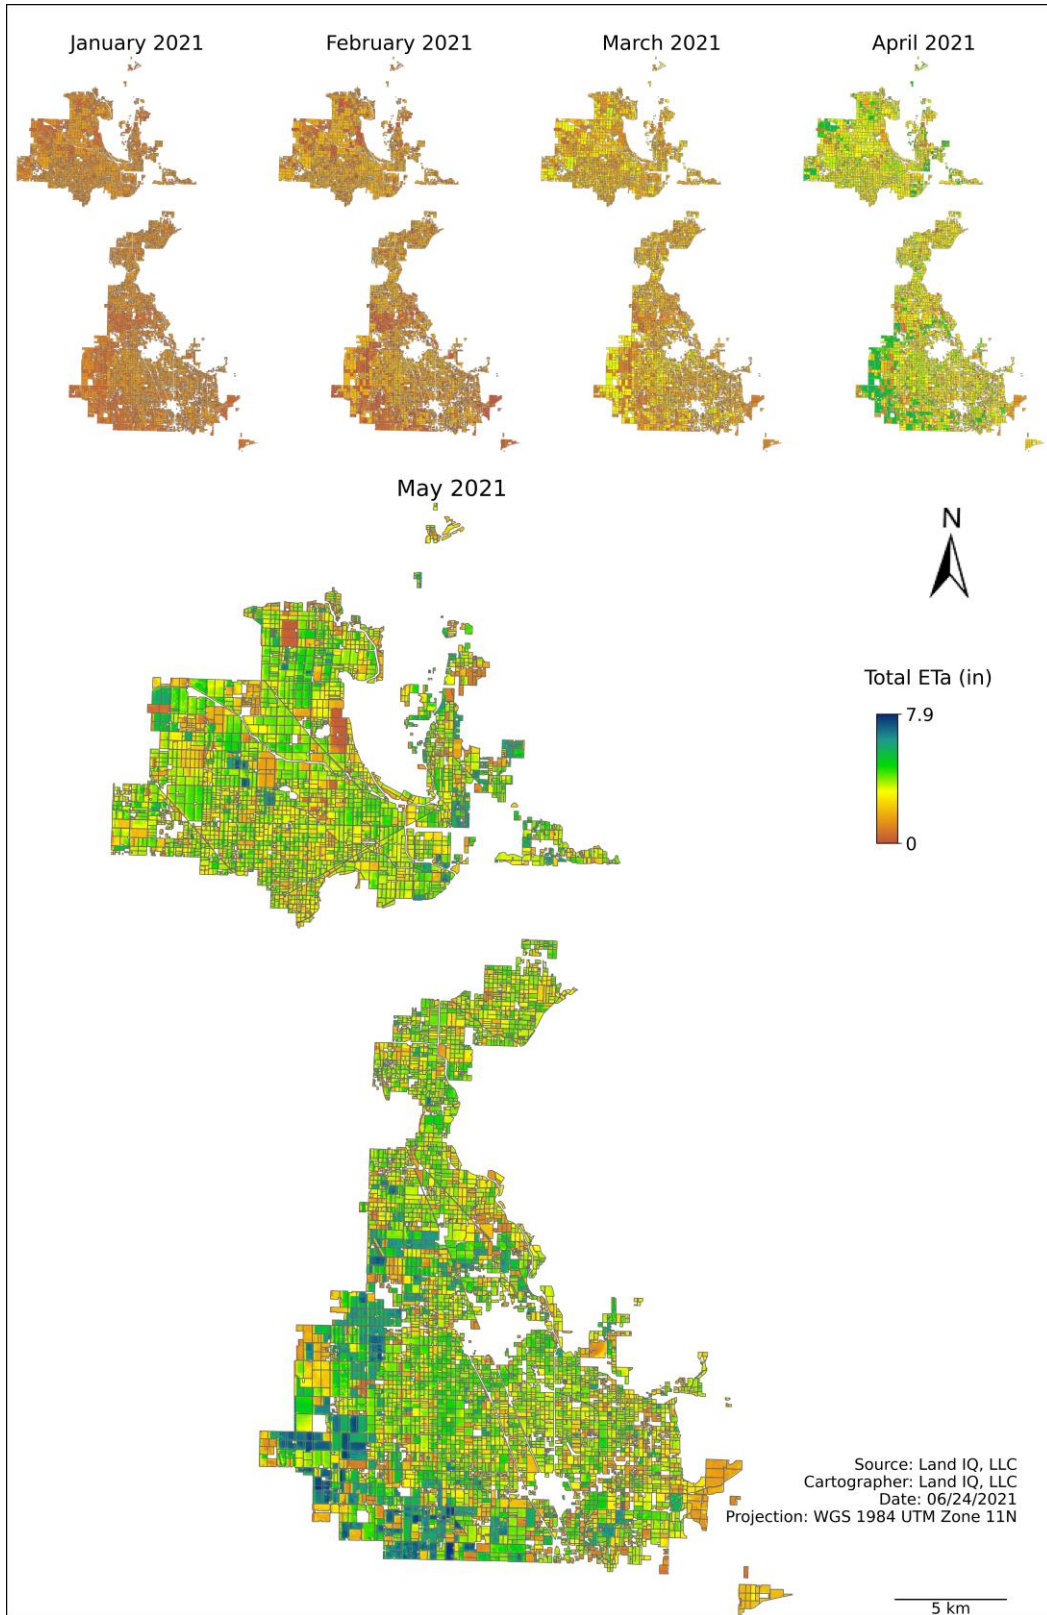 January 2021
February 2021
March 2021
April 2021
May 2021
N
Total ETa (in)
7.9
0
Source: Land IQ, LLC
Cartographer: Land IQ, LLC
Date: 06/24/2021
Projection: WGS 1984 UTM Zone 11N
5 km